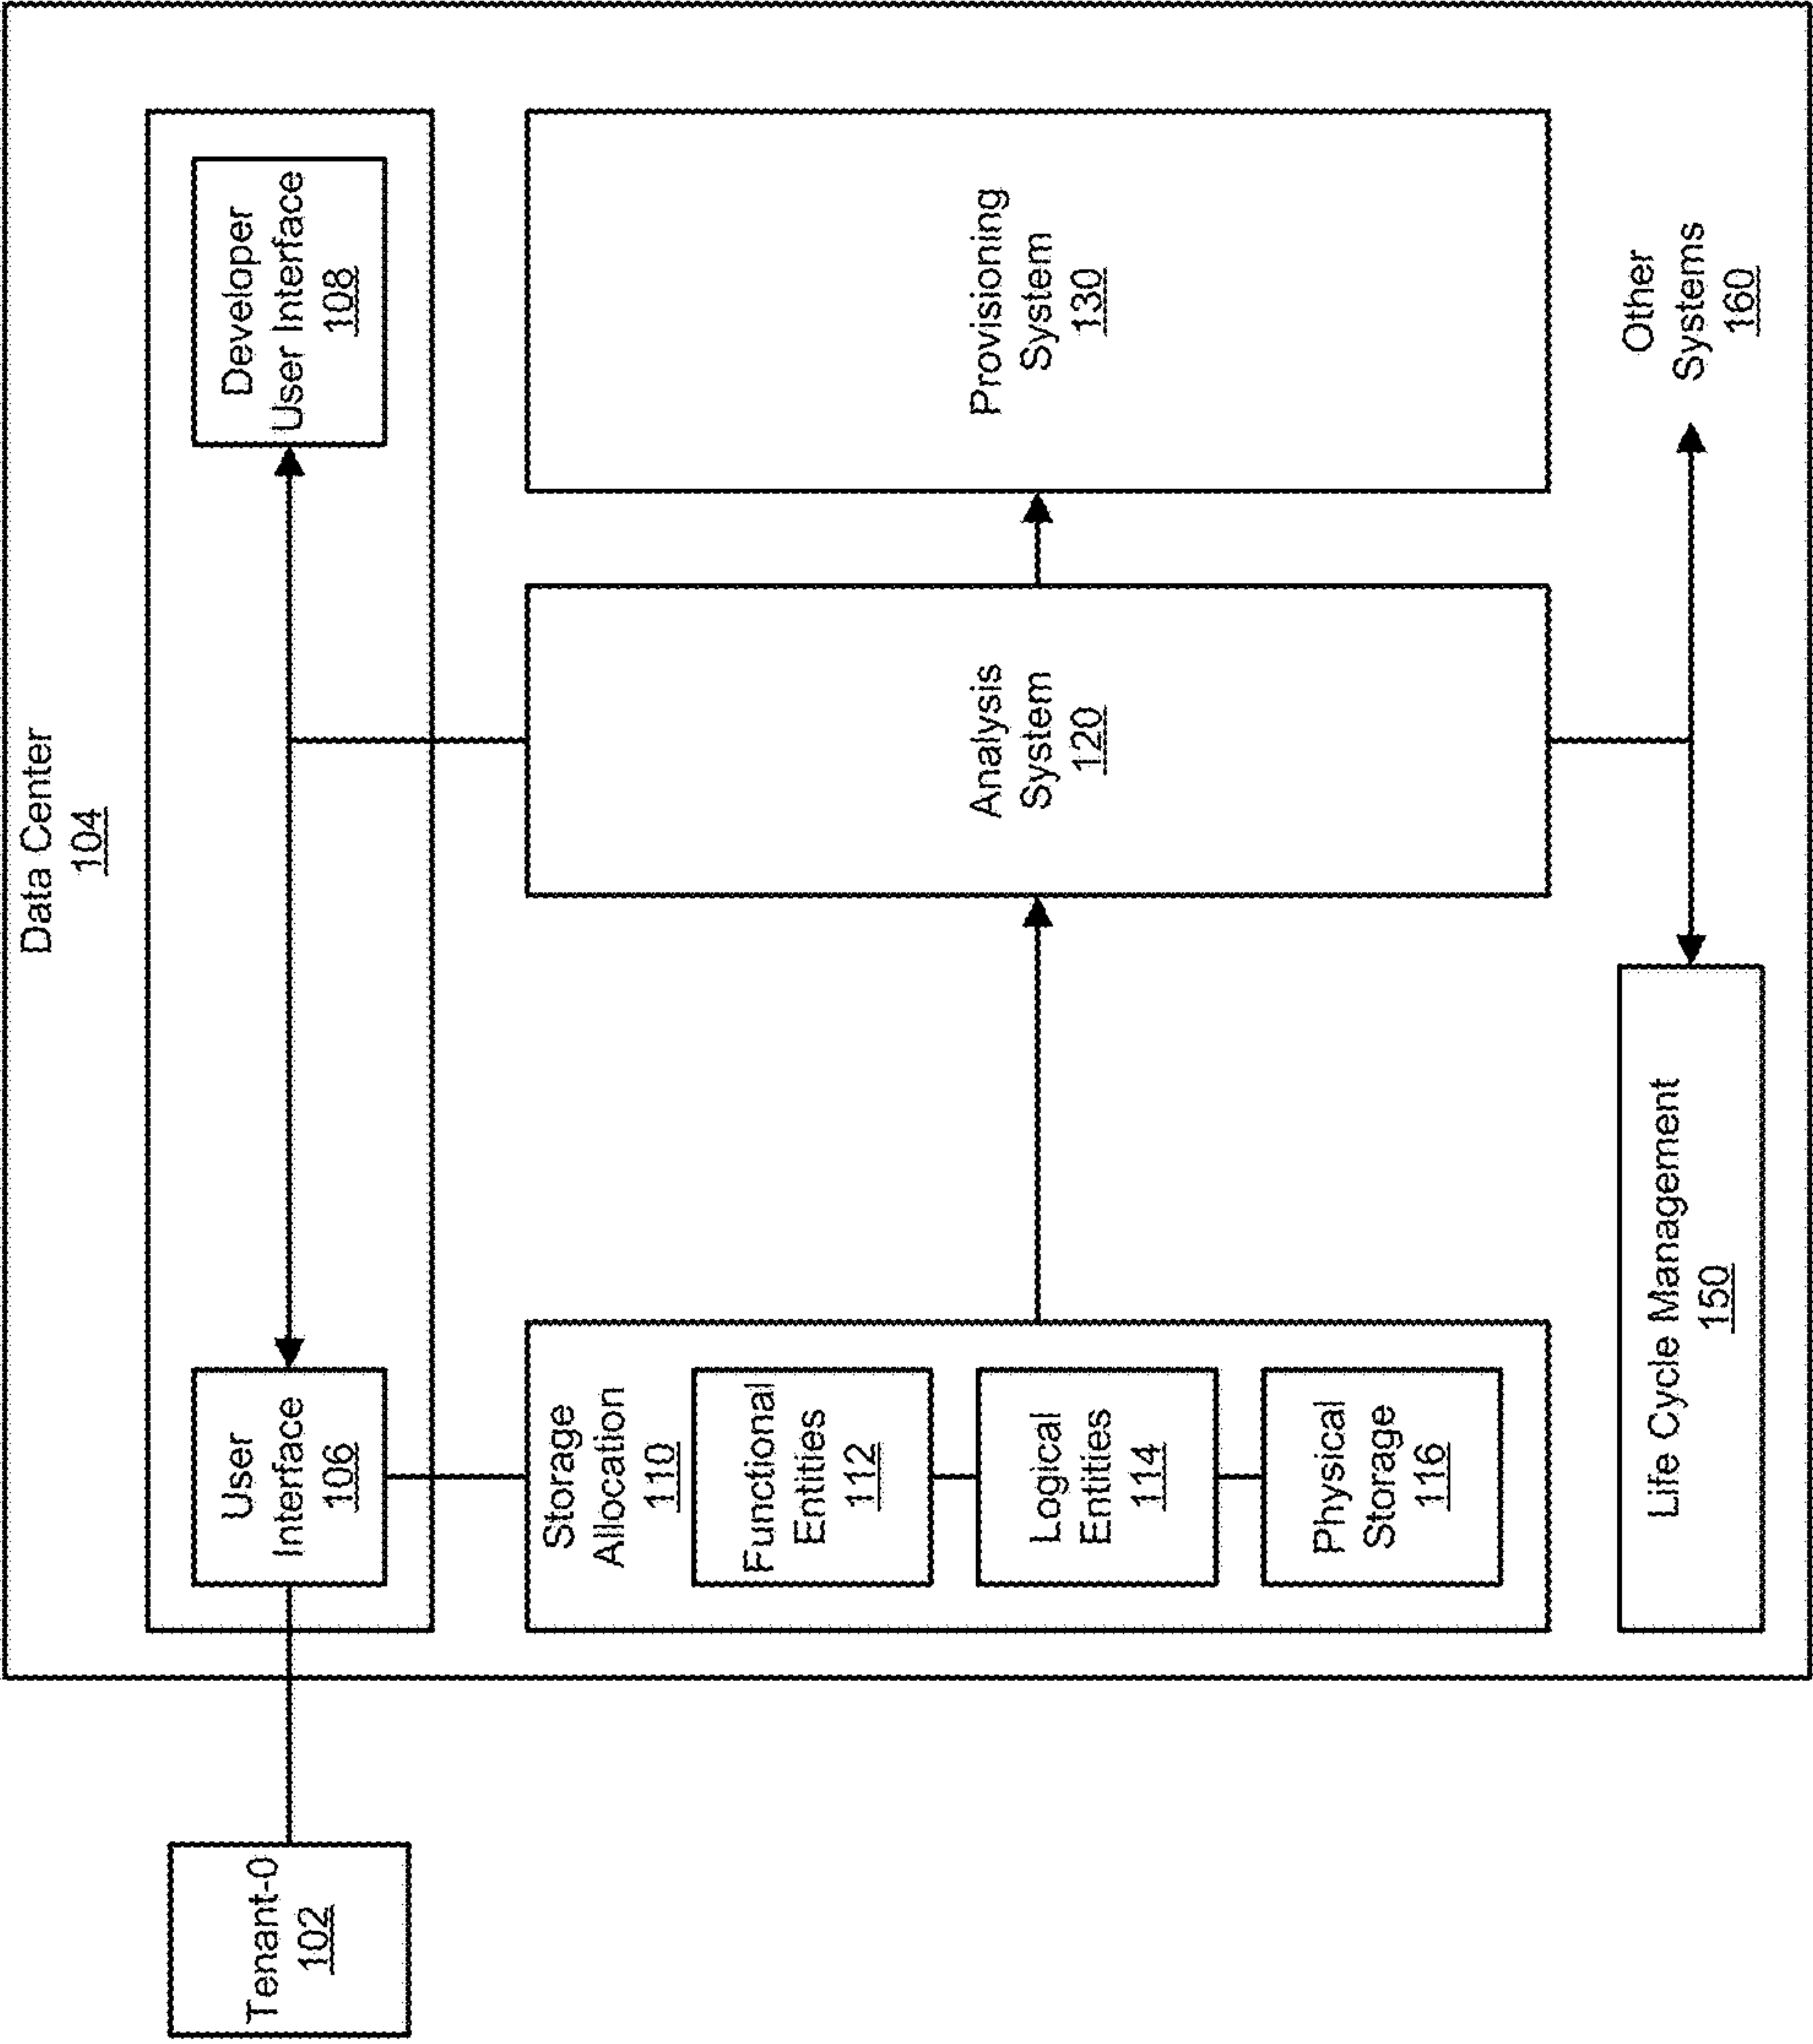 Data Center
104
Tenant-0
102
User
Interface
106
Developer
User Interface
108
Storage
Allocation
110
Functional
Entities
112
Logical
Entities
114
Physical
Storage
116
Analysis
System
120
Provisioning
System
130
Life Cycle Management
150
Other
Systems
160